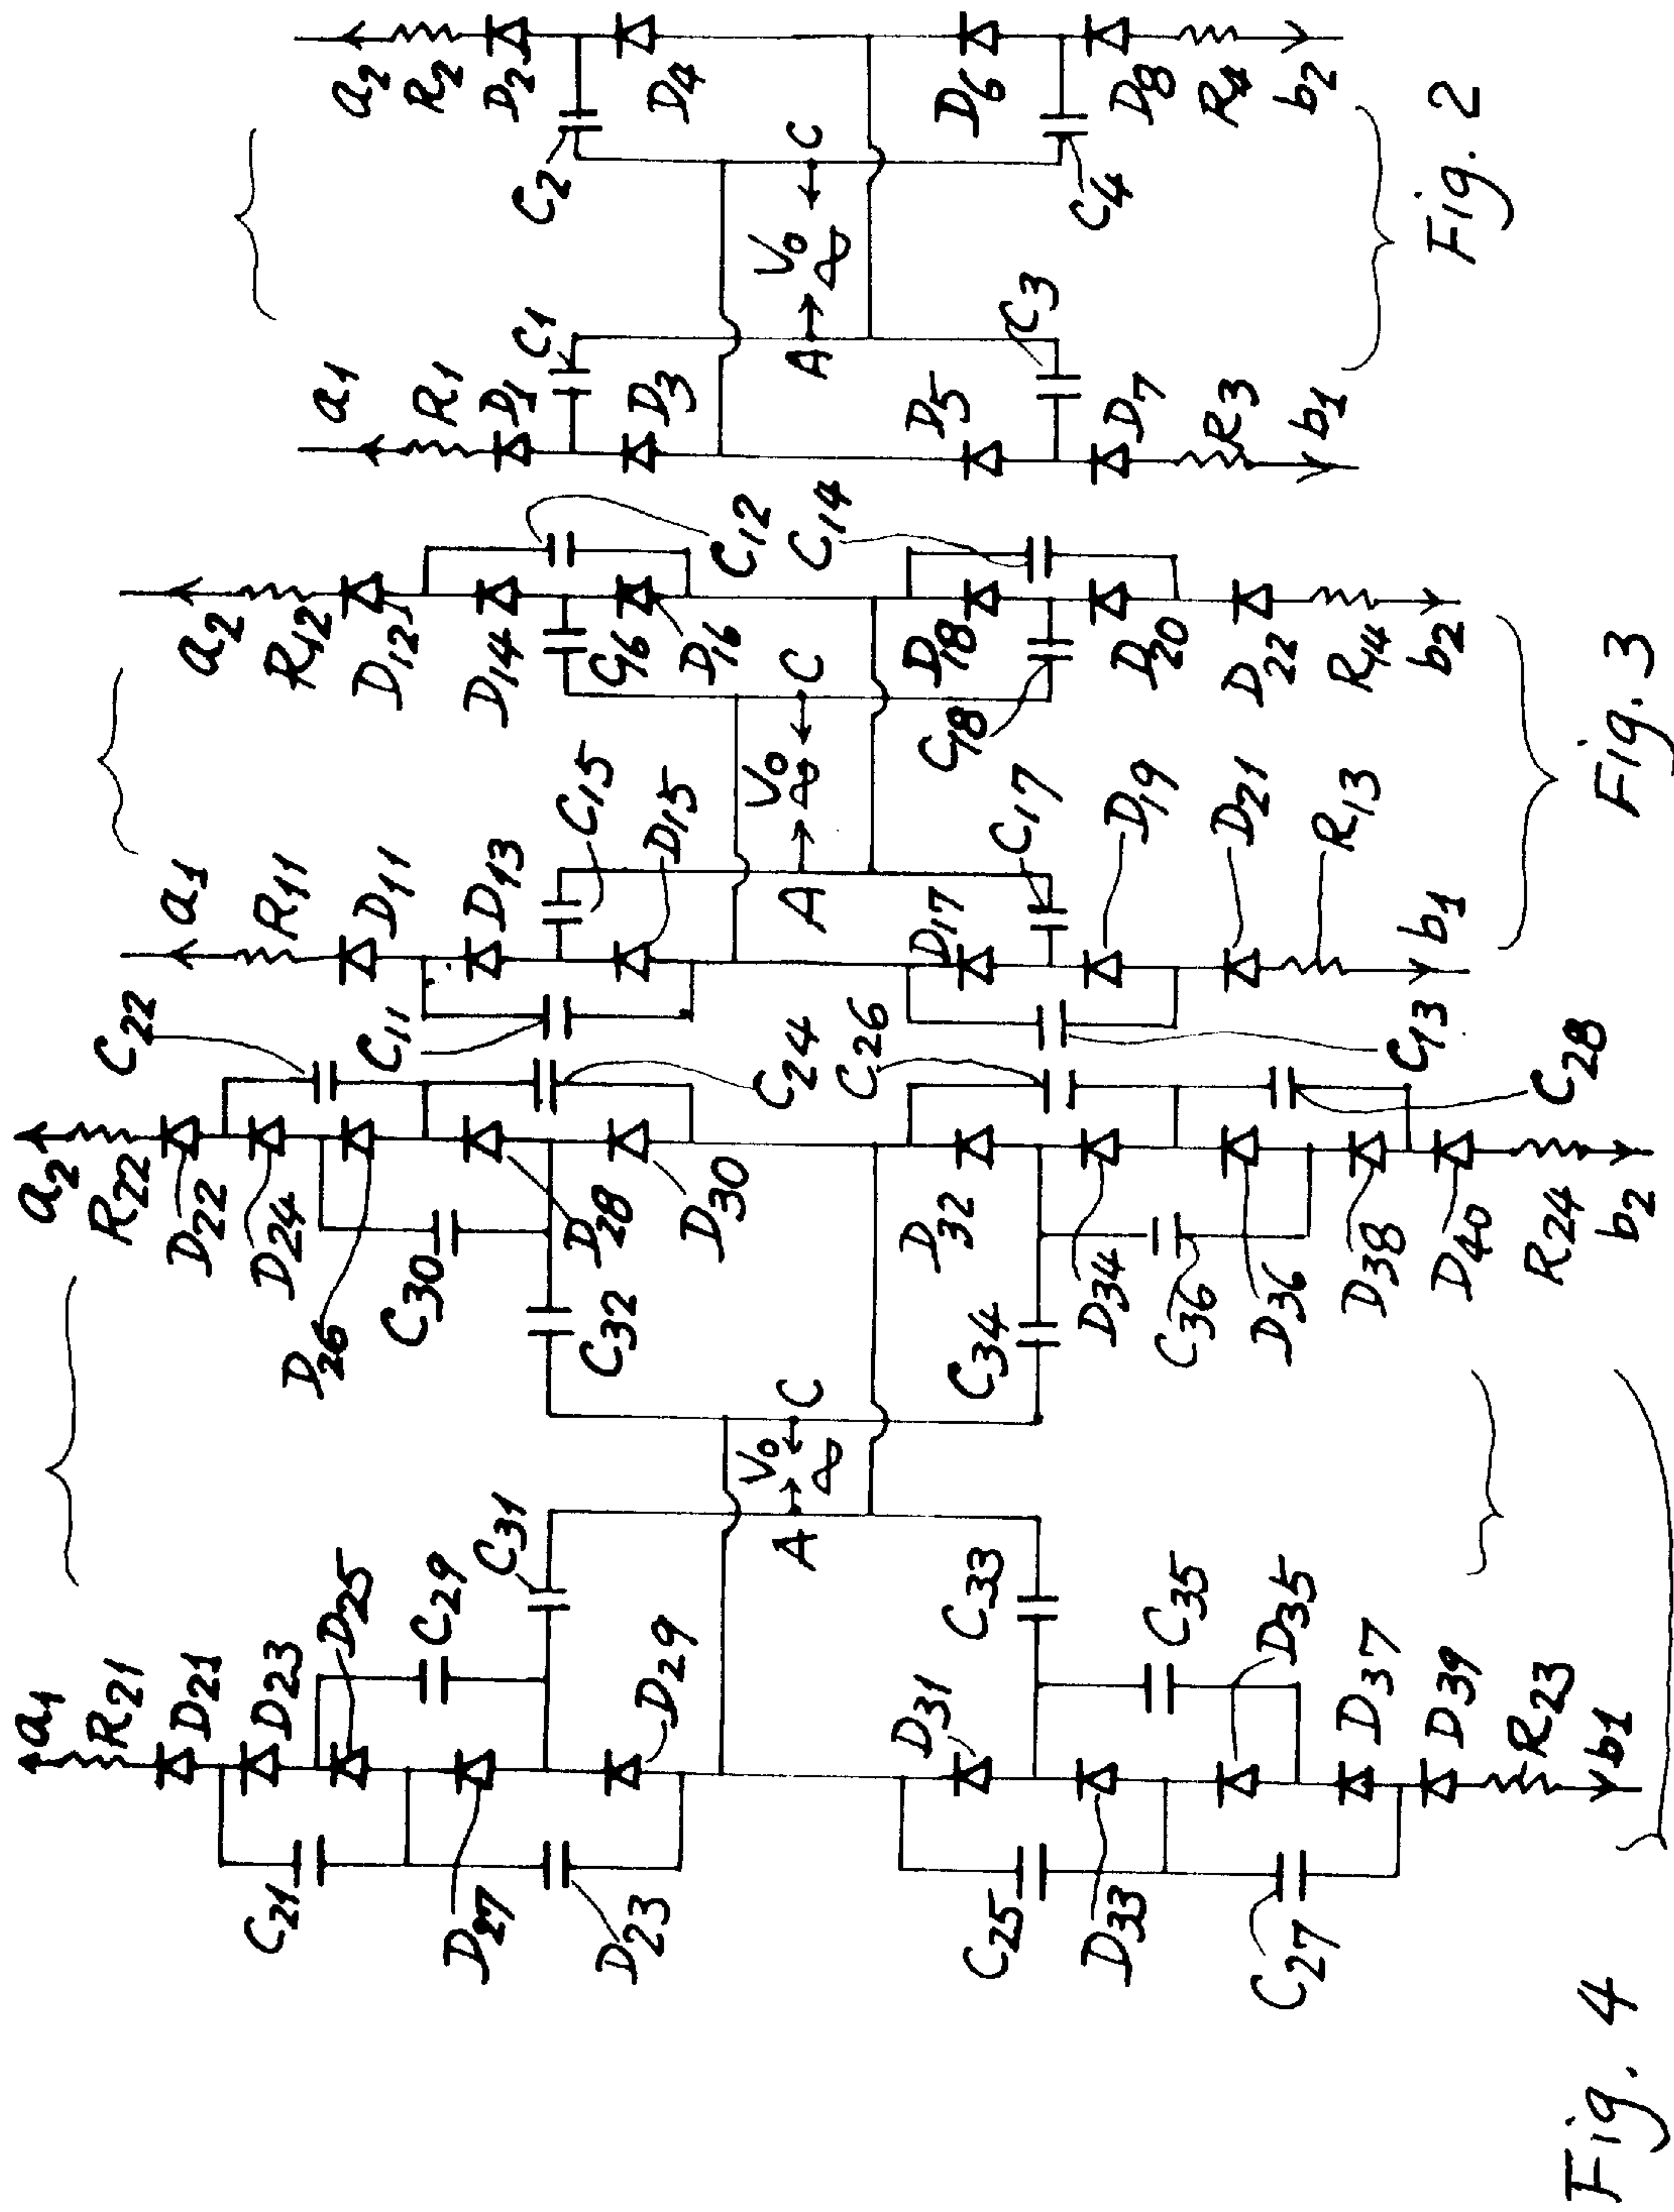 a1
R1
D1
C1
D3
A
V0
D5
C3
D7
R3
b1
a2
R2
D2
C2
D4
C
D6
C4
D8
R4
b2
Fig. 2
a1
R11
D11
D13
C15
D15
C11
A
V0
D17
C17
D19
D21
R13
b1
C13
a2
R12
D12
D14
C16
D16
C12
C
C14
D18
C18
D20
D22
R14
b2
Fig. 3
a1
R21
D21
D23
D25
C29
C31
C21
D27
D23
D29
A
V0
D31
C33
C25
D33
C35
D35
C27
D37
D39
R23
b1
a2
R22
C22
D22
D24
D26
C30
D28
C24
D30
C32
C
C26
D32
C34
D34
C36
D36
C28
D38
D40
R24
b2
Fig. 4